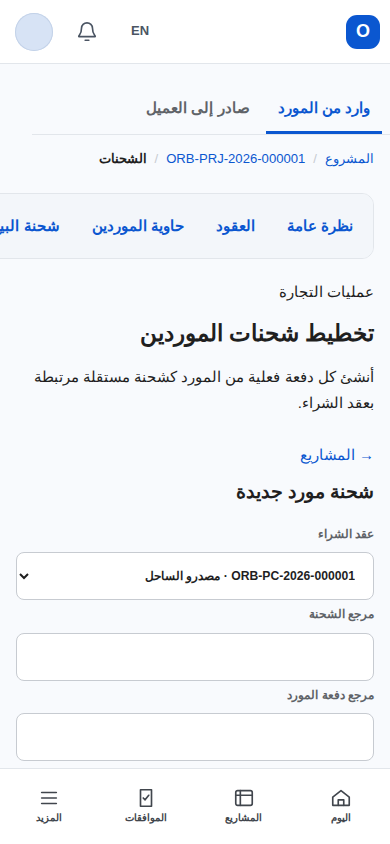 O
EN
وارد من المورد
صادر إلى العميل
المشروع / ORB-PRJ-2026-000001 / الشحنات
نظرة عامة
العقود
حاوية الموردين
شحنة
عمليات التجارة
تخطيط شحنات الموردين
أنشئ كل دفعة فعلية من المورد كشحنة مستقلة مرتبطة
بعقد الشراء.
→ المشاريع
شحنة مورد جديدة
عقد الشراء
ORB-PC-2026-000001 · مصدرو الساحل
مرجع الشحنة
مرجع دفعة المورد
اليوم
المشاريع
الموافقات
المزيد